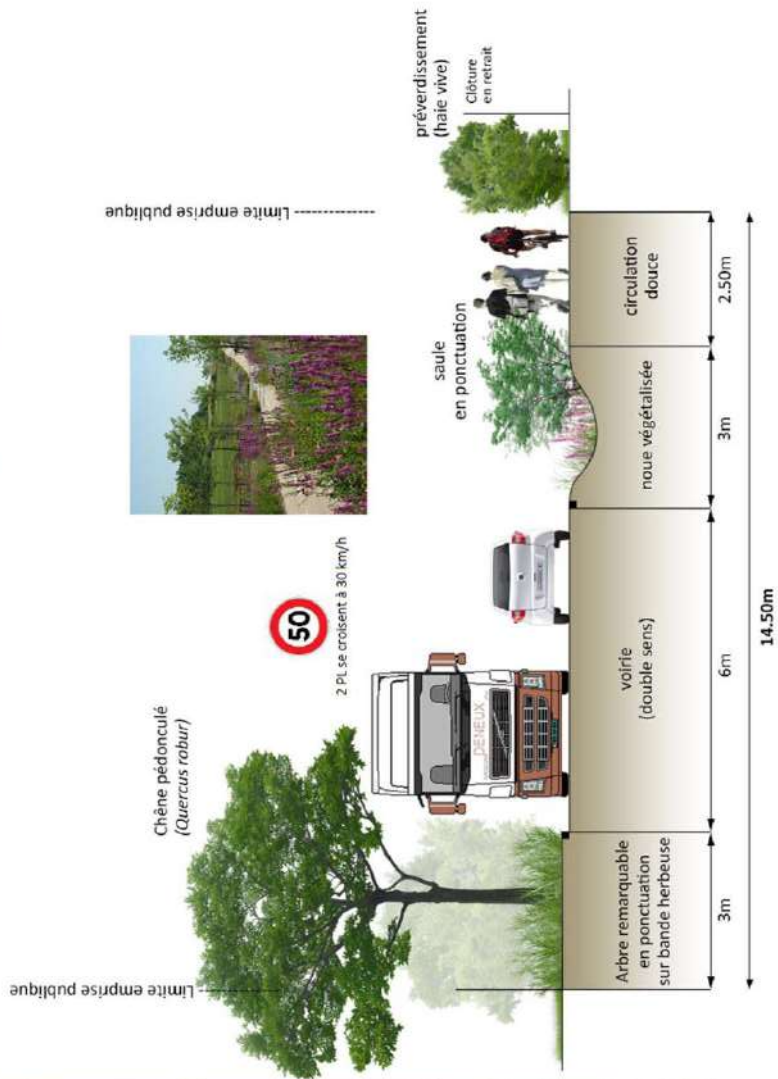 Limite emprise publique
Chêne pédonculé
(Quercus robur)
50
2 PL se croisent à 30 km/h
DENEUX
Limite emprise publique
saule
en ponctuation
préverdissement
(haie vive)
Clôture
en retrait
Arbre remarquable
en ponctuation
sur bande herbeuse
voirie
(double sens)
noue végétalisée
circulation
douce
3m
6m
3m
2.50m
14.50m